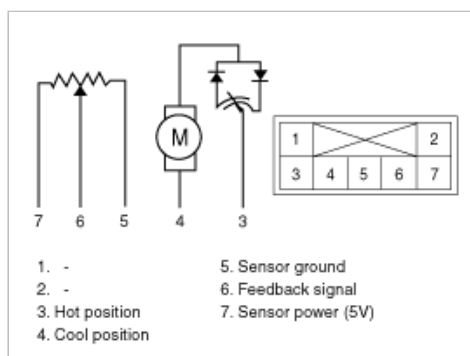 M
7 6 5 4 3
1 2
3 4 5 6 7
1. -
2. -
3. Hot position
4. Cool position
5. Sensor ground
6. Feedback signal
7. Sensor power (5V)